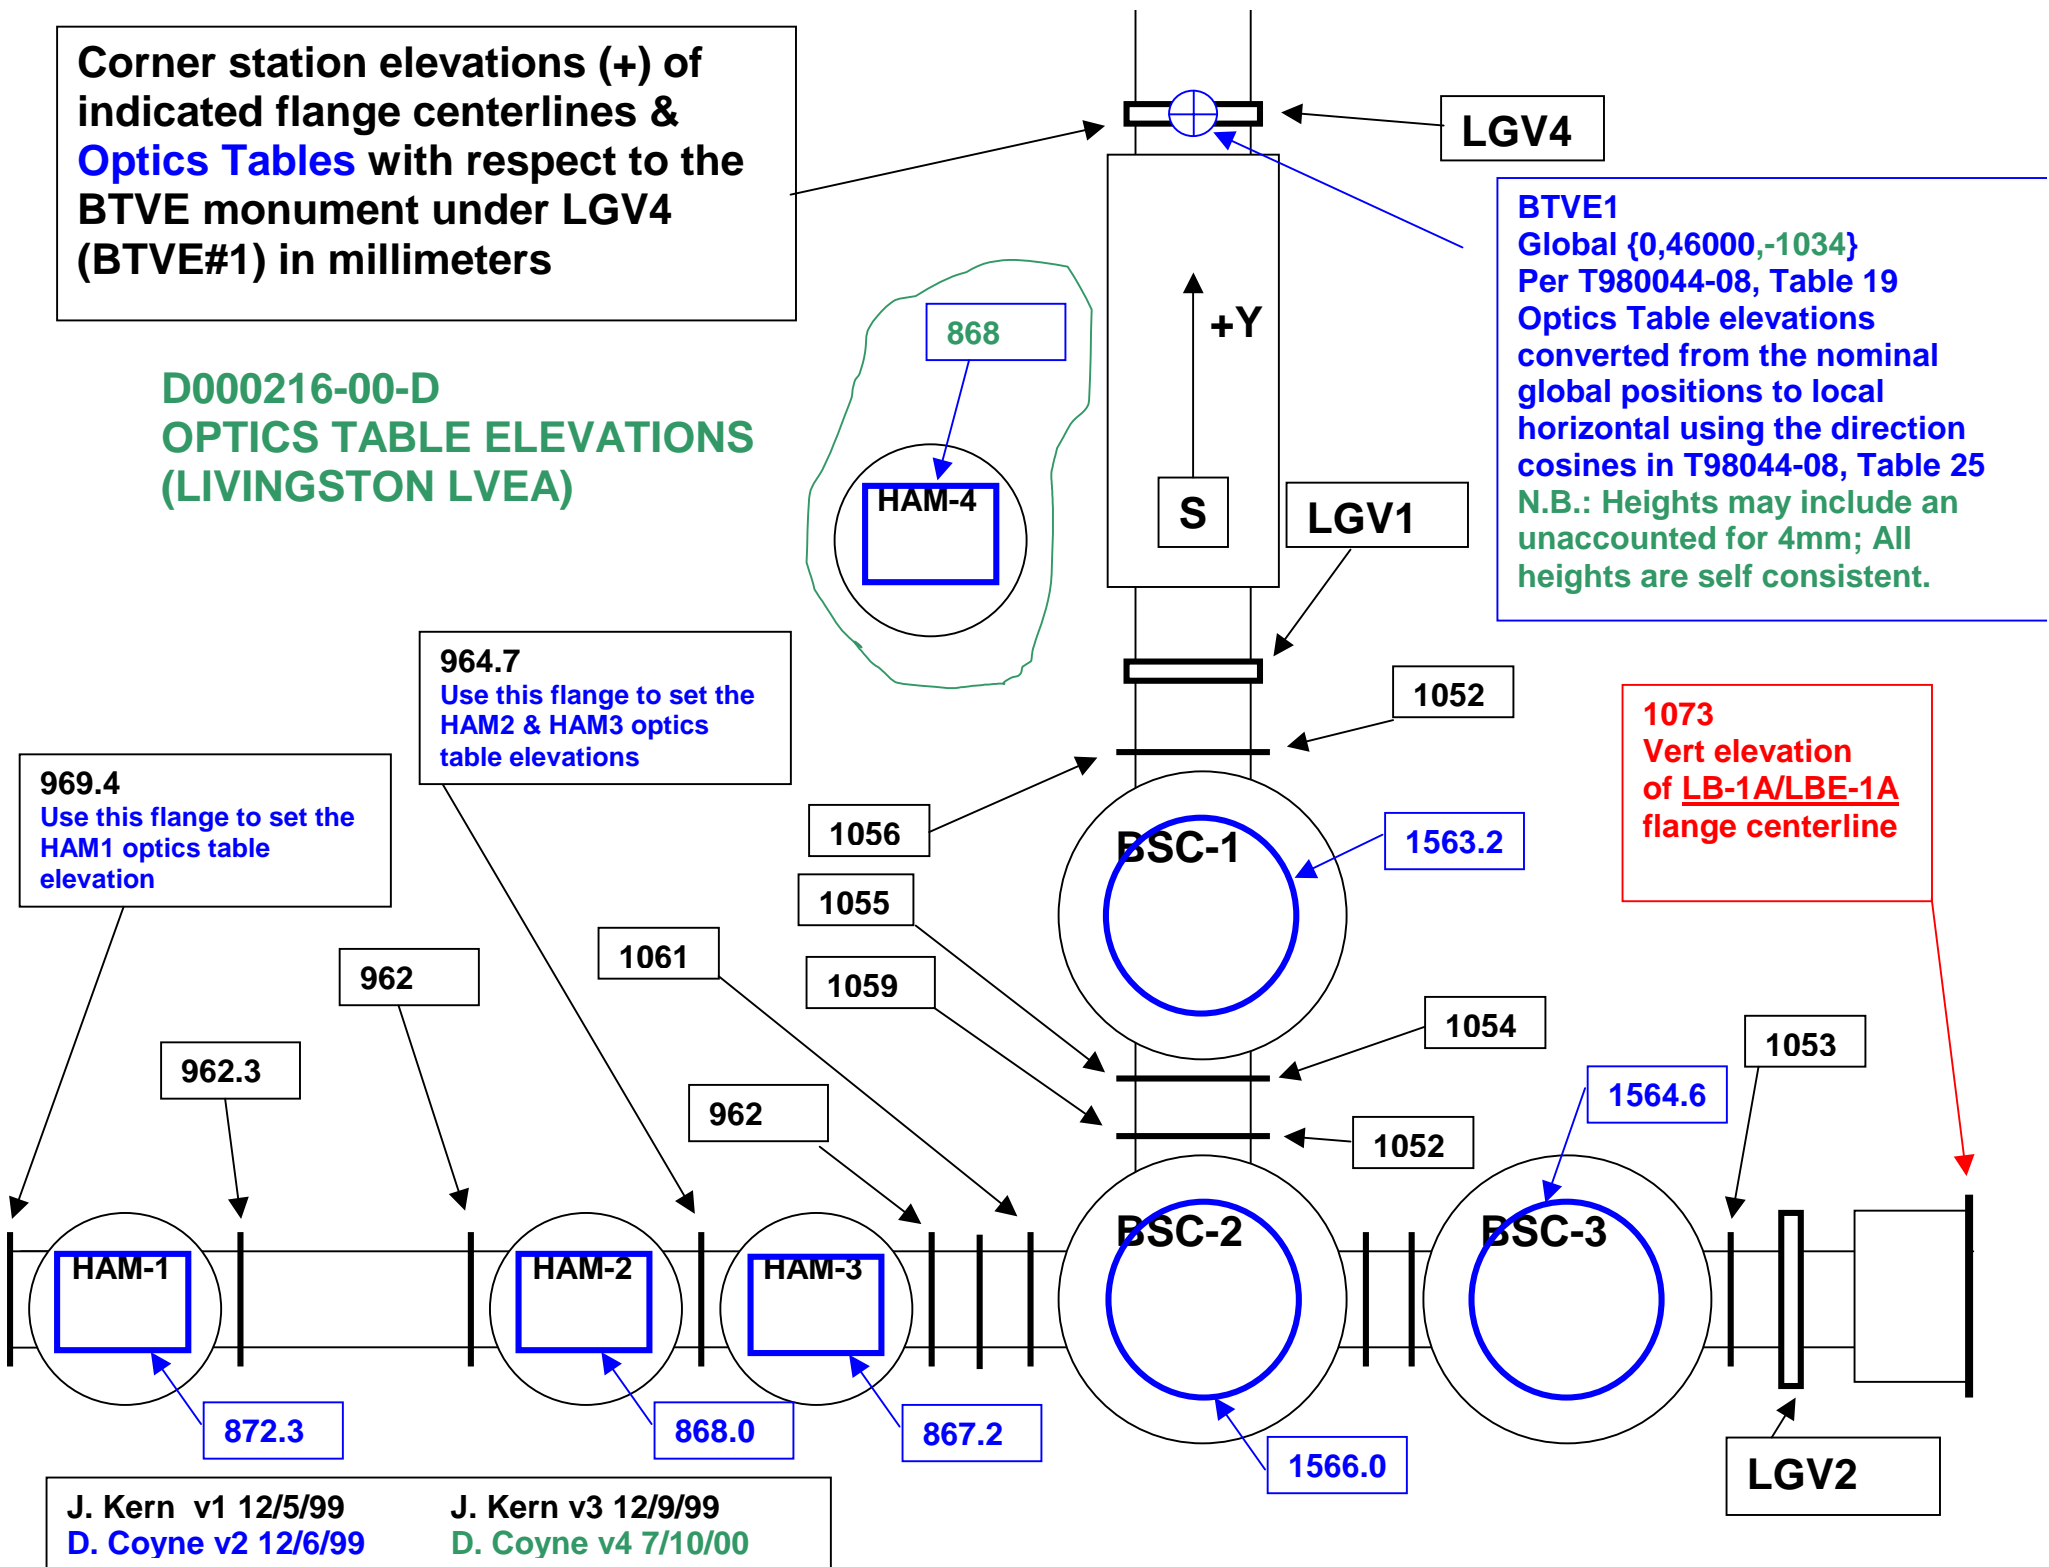 Corner station elevations (+) of
indicated flange centerlines &
Optics Tables with respect to the
BTVE monument under LGV4
(BTVE#1) in millimeters
LGV4
BTVE1
Global {0,46000,-1034}
Per T980044-08, Table 19
Optics Table elevations
converted from the nominal
global positions to local
horizontal using the direction
cosines in T98044-08, Table 25
N.B.: Heights may include an
unaccounted for 4mm; All
heights are self consistent.
+Y
868
D000216-00-D
OPTICS TABLE ELEVATIONS
(LIVINGSTON LVEA)
HAM-4
S
LGV1
964.7
Use this flange to set the
HAM2 & HAM3 optics
table elevations
1052
1073
Vert elevation
of LB-1A/LBE-1A
flange centerline
969.4
Use this flange to set the
HAM1 optics table
elevation
1056
BSC-1
1563.2
1055
1061
962
1059
1054
1053
962.3
1564.6
962
1052
HAM-1
HAM-2
HAM-3
BSC-2
BSC-3
872.3
868.0
867.2
1566.0
LGV2
J. Kern v1 12/5/99
J. Kern v3 12/9/99
D. Coyne v2 12/6/99
D. Coyne v4 7/10/00